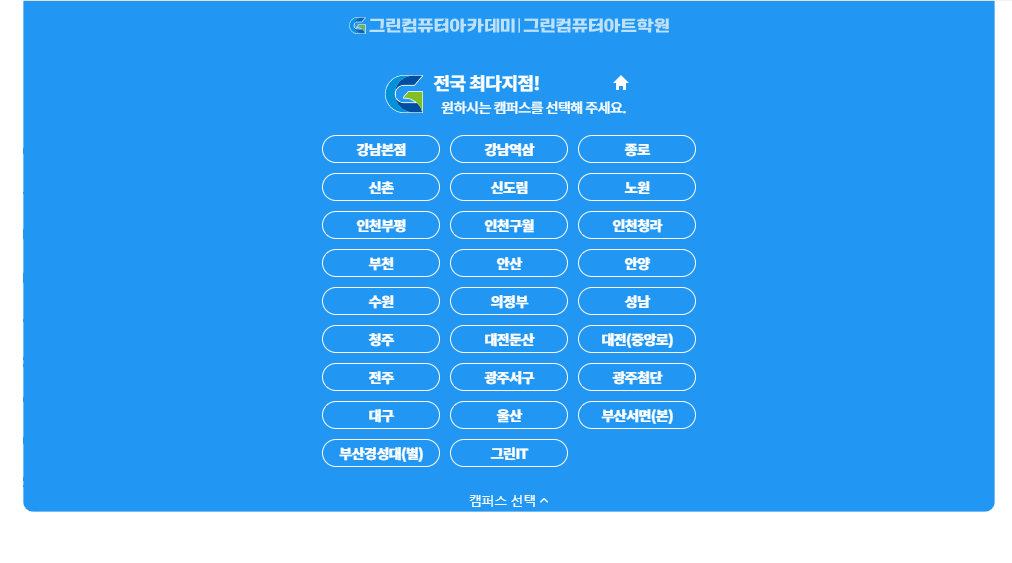 그린컴퓨터아카데미|그린컴퓨터아트학원
전국 최다지점!
원하시는 캠퍼스를 선택해 주세요.
강남본점 강남역삼 종로
신촌 신도림 노원
인천부평 인천구월 인천청라
부천 안산 안양
수원 의정부 성남
청주 대전둔산 대전(중앙로)
전주 광주서구 광주첨단
대구 울산 부산서면(본)
부산경성대(별) 그린IT
캠퍼스 선택